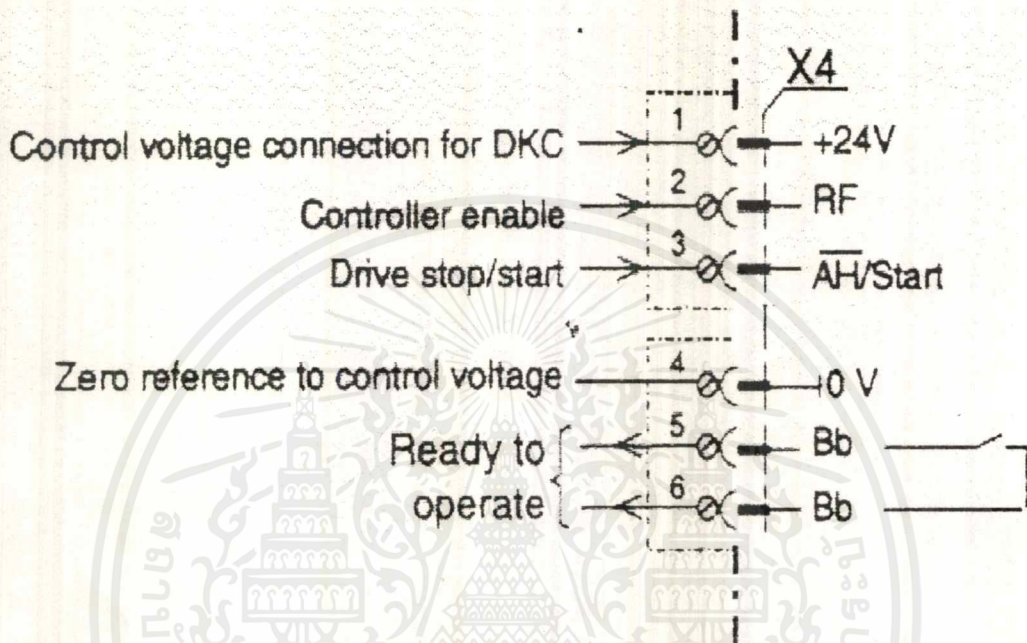 X4
Control voltage connection for DKC 1 +24V
Controller enable 2 RF
Drive stop/start 3 A̅H̅/Start
Zero reference to control voltage 4 0 V
Ready to 5 Bb
operate 6 Bb